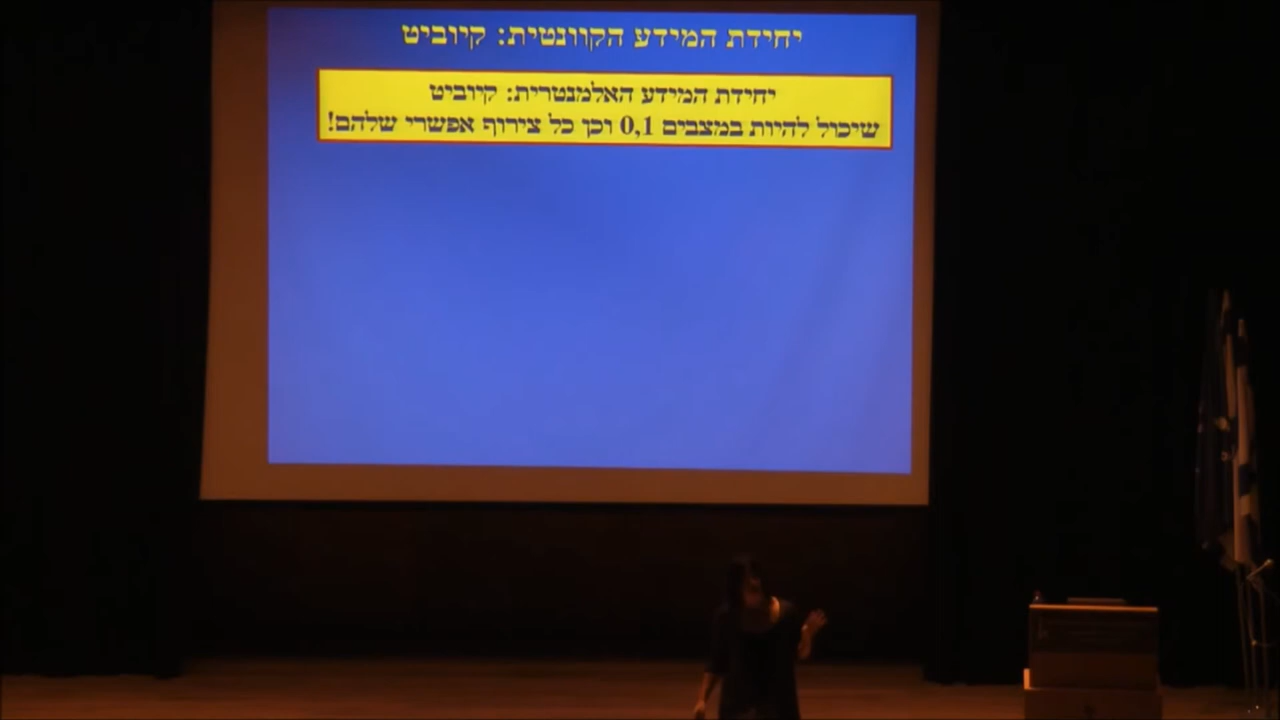 יחידת המידע הקוונטית: קיוביט
יחידת המידע האלמנטרית: קיוביט
שיכול להיות במצבים 0,1 וכן כל צירוף אפשרי שלהם!